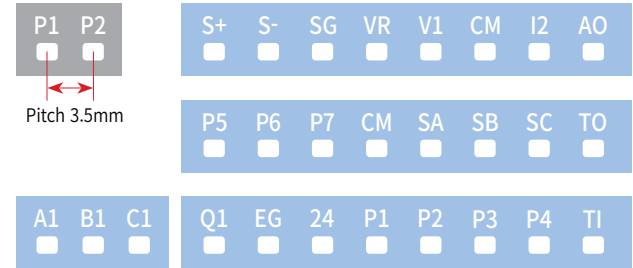 P1 P2
S+ S- SG VR V1 CM I2 AO
Pitch 3.5mm
P5 P6 P7 CM SA SB SC TO
A1 B1 C1
Q1 EG 24 P1 P2 P3 P4 TI